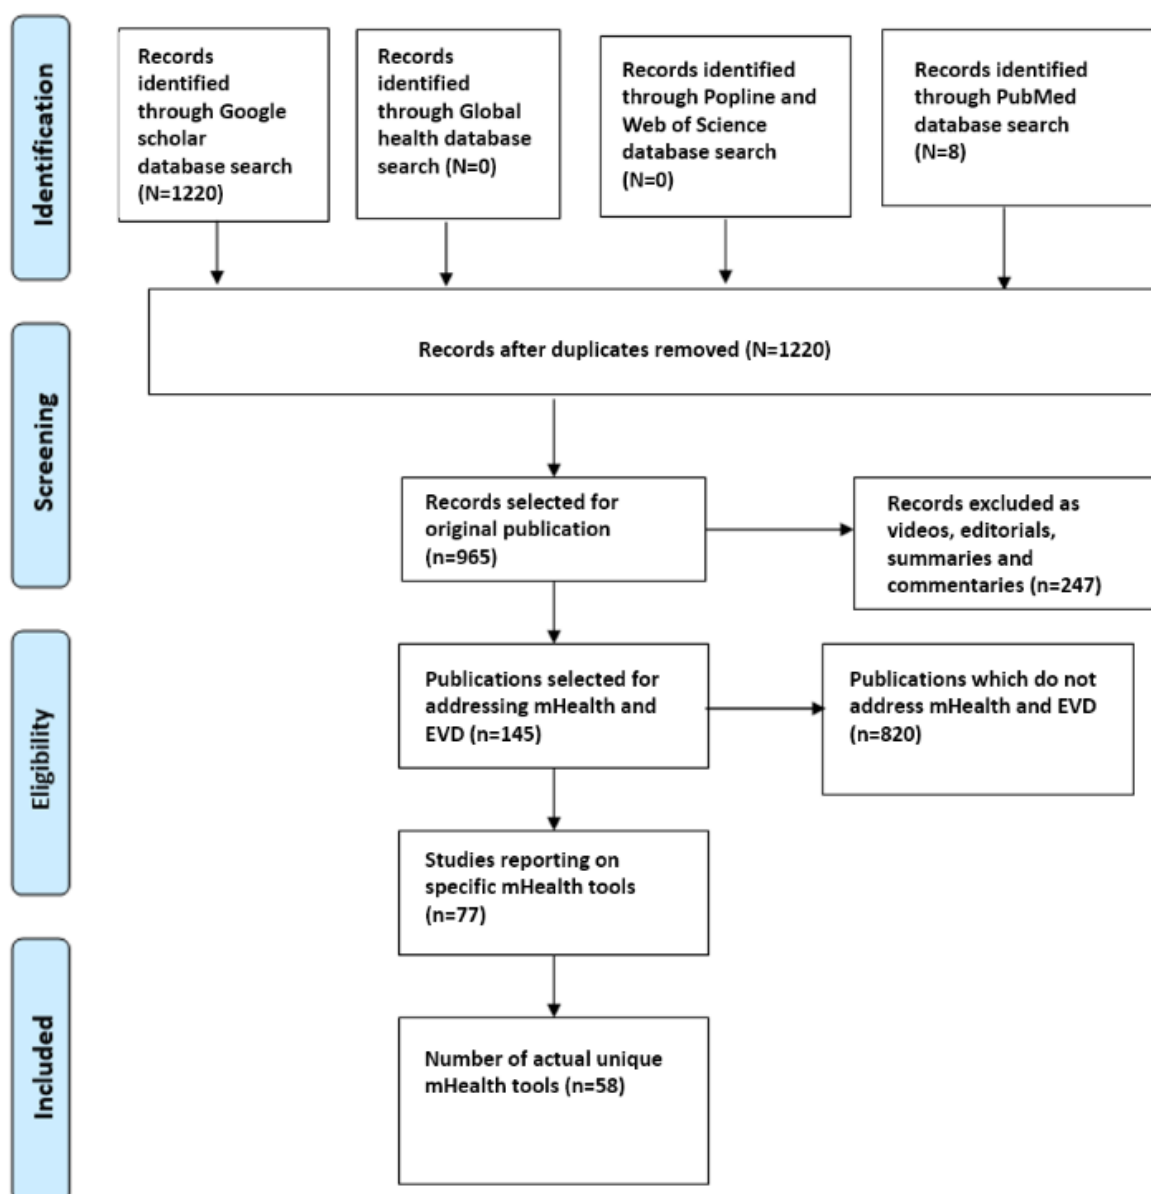 Identification
Records
identified
through Google
scholar
database search
(N=1220)
Records
identified
through Global
health database
search (N=0)
Records identified
through Popline and
Web of Science
database search
(N=0)
Records identified
through PubMed
database search
(N=8)
Records after duplicates removed (N=1220)
Screening
Records selected for
original publication
(n=965)
Records excluded as
videos, editorials,
summaries and
commentaries (n=247)
Eligibility
Publications selected for
addressing mHealth and
EVD (n=145)
Publications which do not
address mHealth and EVD
(n=820)
Studies reporting on
specific mHealth tools
(n=77)
Included
Number of actual unique
mHealth tools (n=58)